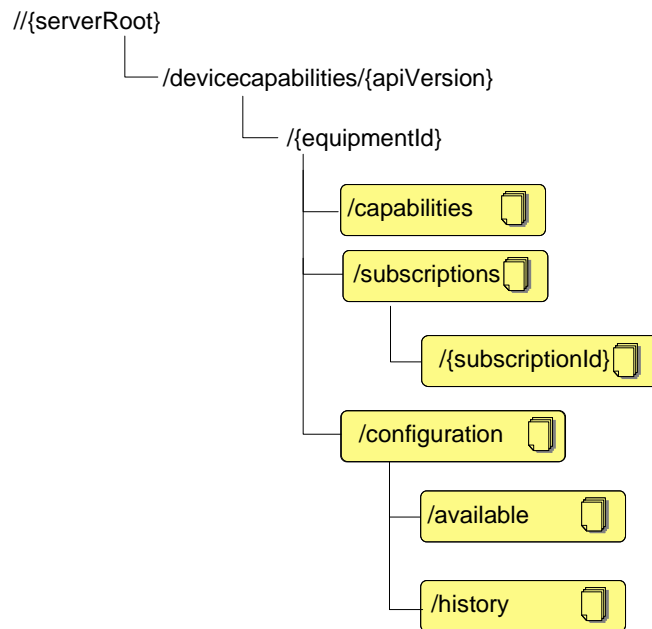 //{serverRoot}
/devicecapabilities/{apiVersion}
/{equipmentId}
/capabilities
/subscriptions
/{subscriptionId}
/configuration
/available
/history